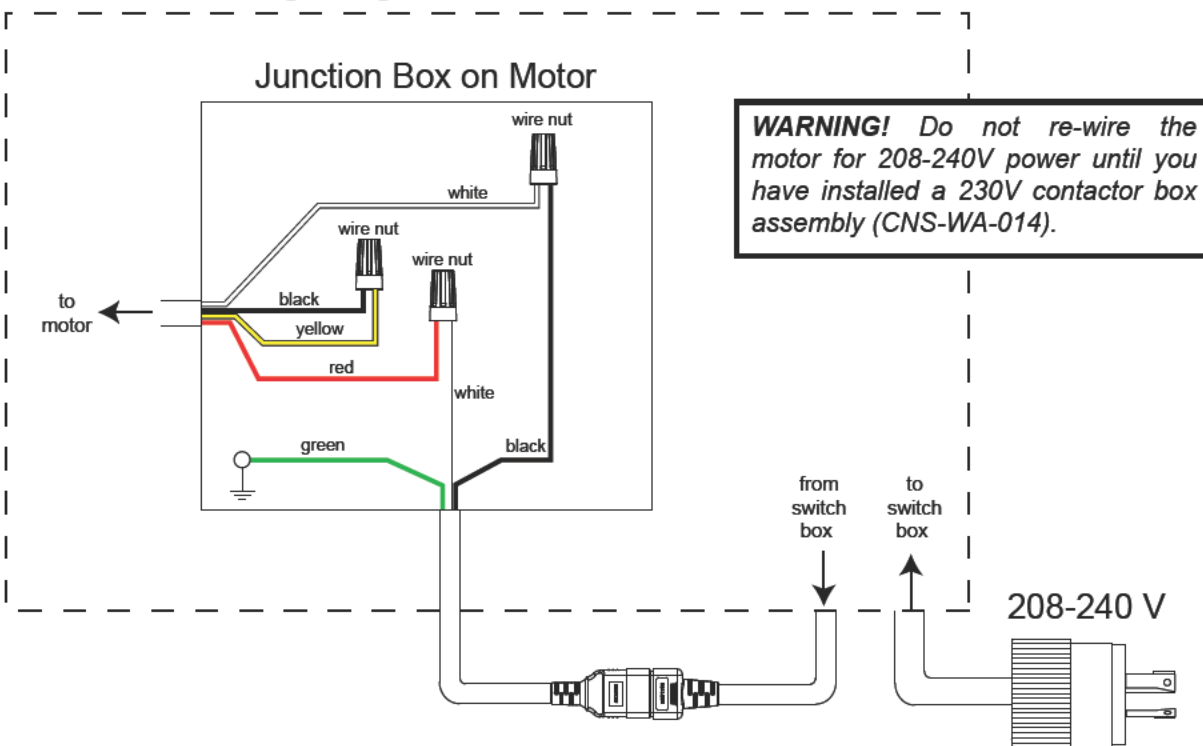 Junction Box on Motor
wire nut
WARNING! Do not re-wire the
motor for 208-240V power until you
have installed a 230V contactor box
assembly (CNS-WA-014).
white
wire nut
wire nut
to
motor
black
yellow
red
white
green
black
from
switch
box
to
switch
box
208-240 V